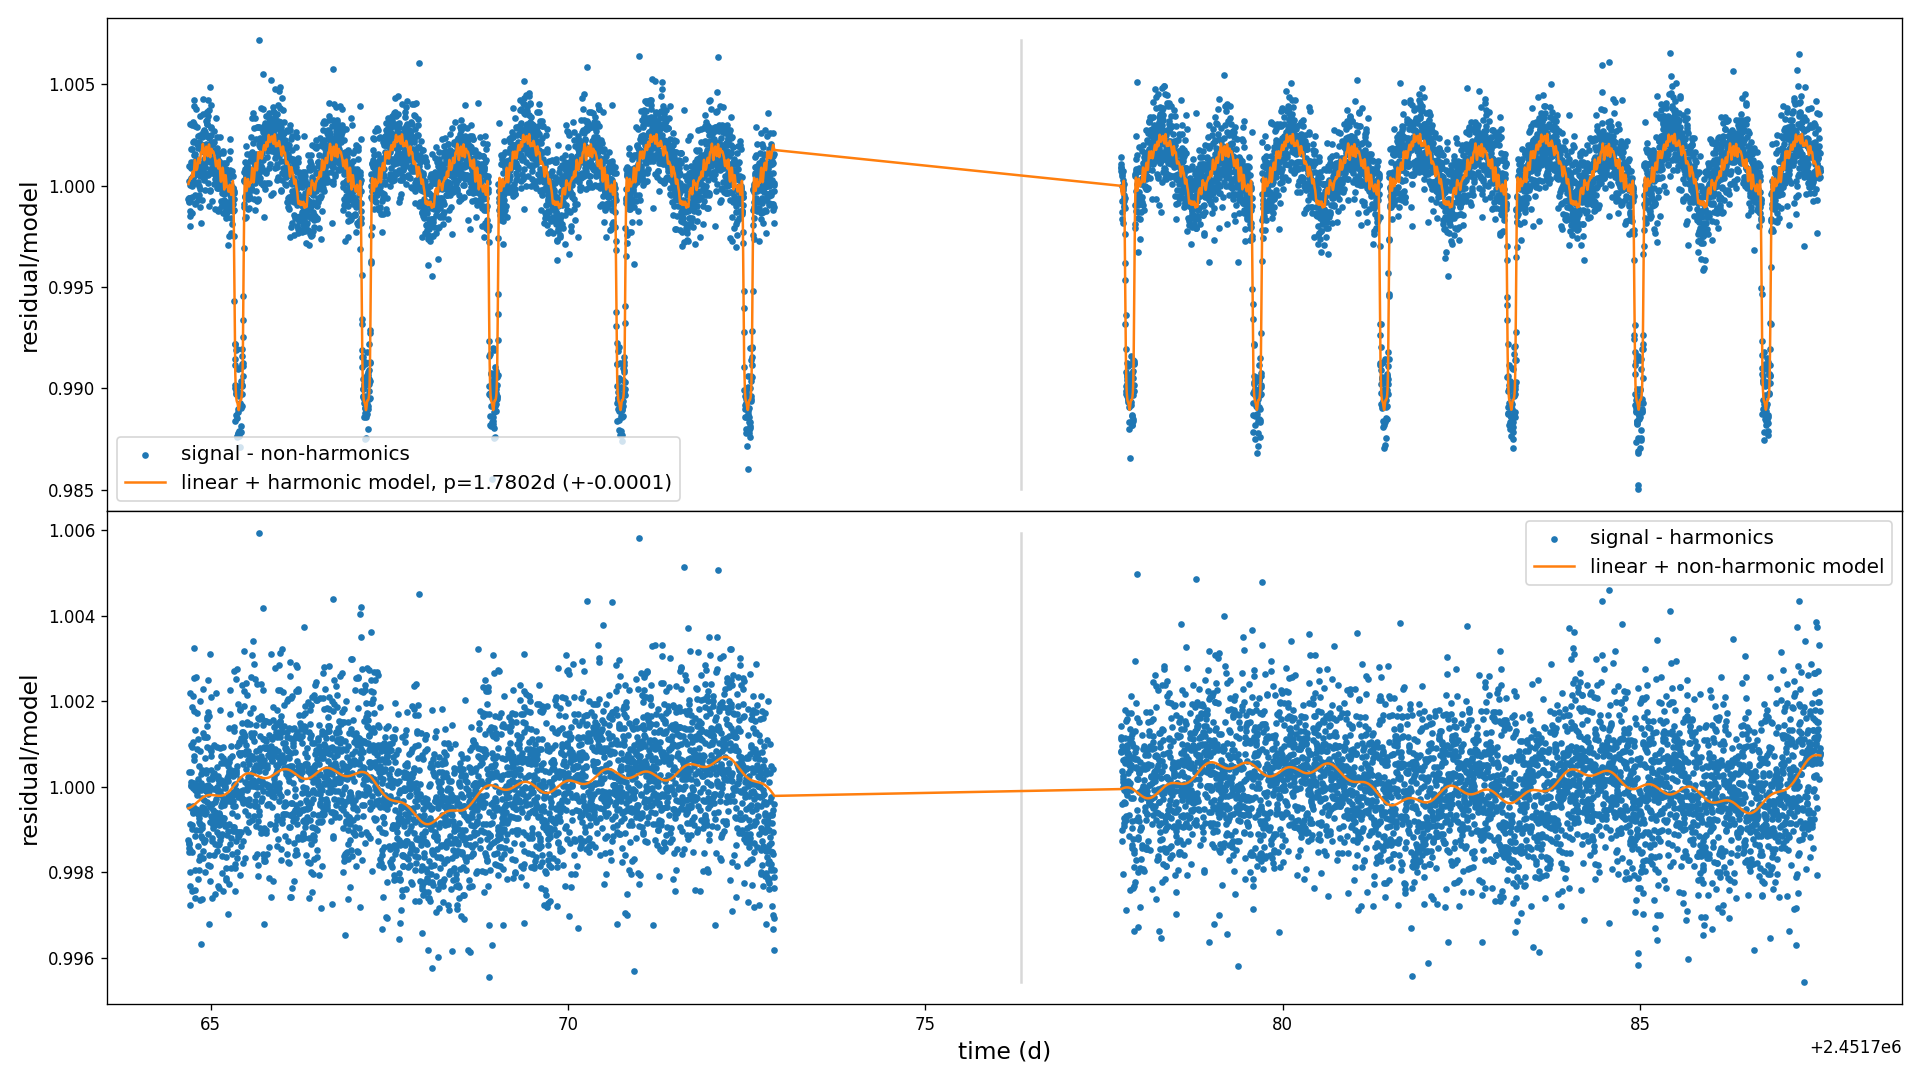 1.005
1.000
0.995
0.990
0.985
residual/model
signal - non-harmonics
linear + harmonic model, p=1.7802d (+-0.0001)
1.006
1.004
1.002
1.000
0.998
0.996
residual/model
signal - harmonics
linear + non-harmonic model
65
70
75
80
85
time (d)
+2.4517e6